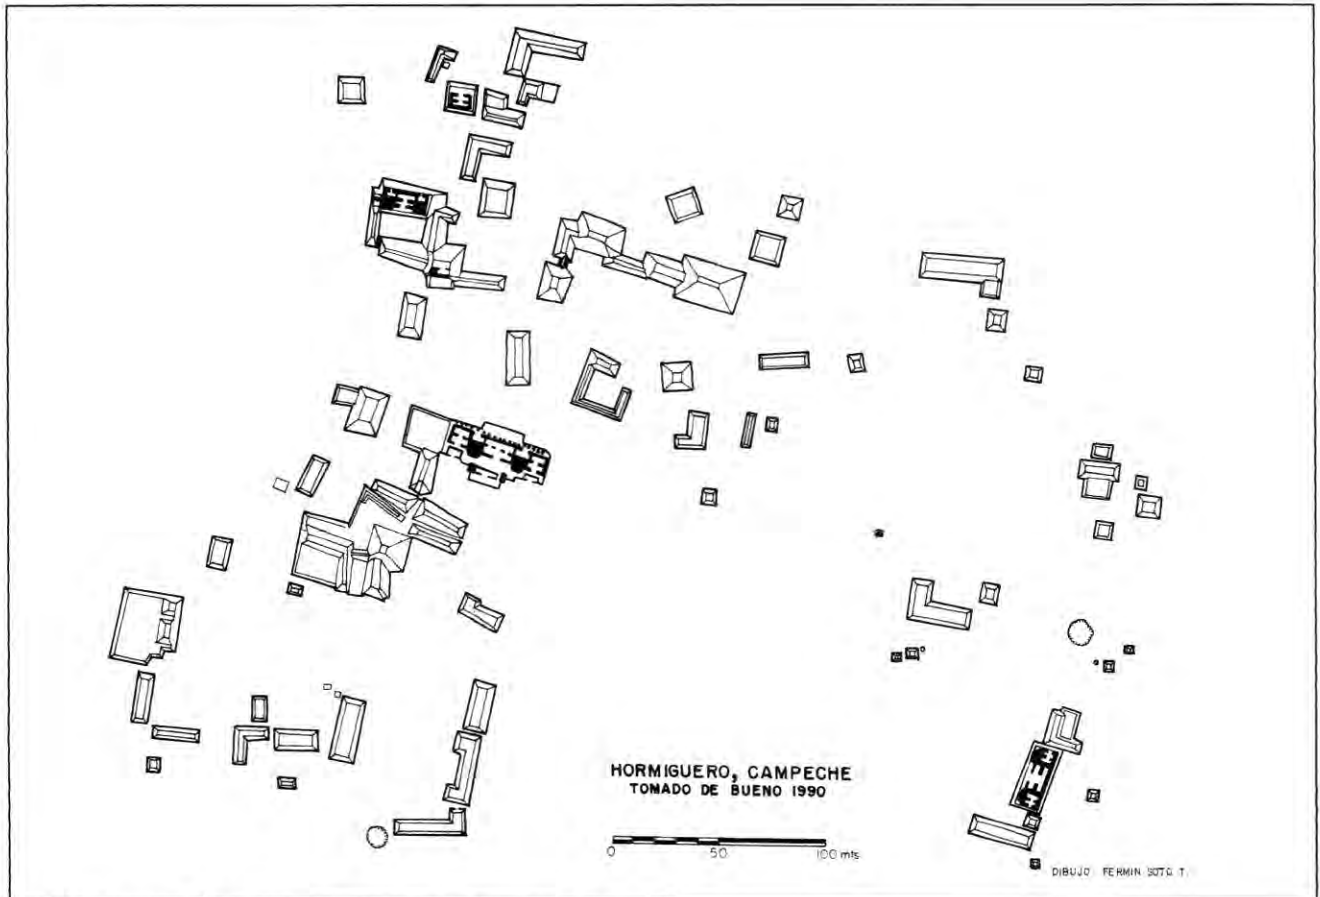 HORMIGUERO, CAMPECHE
TOMADO DE BUENO 1990
0 50 100 mts
DIBUJO: FERMIN SOTO T.